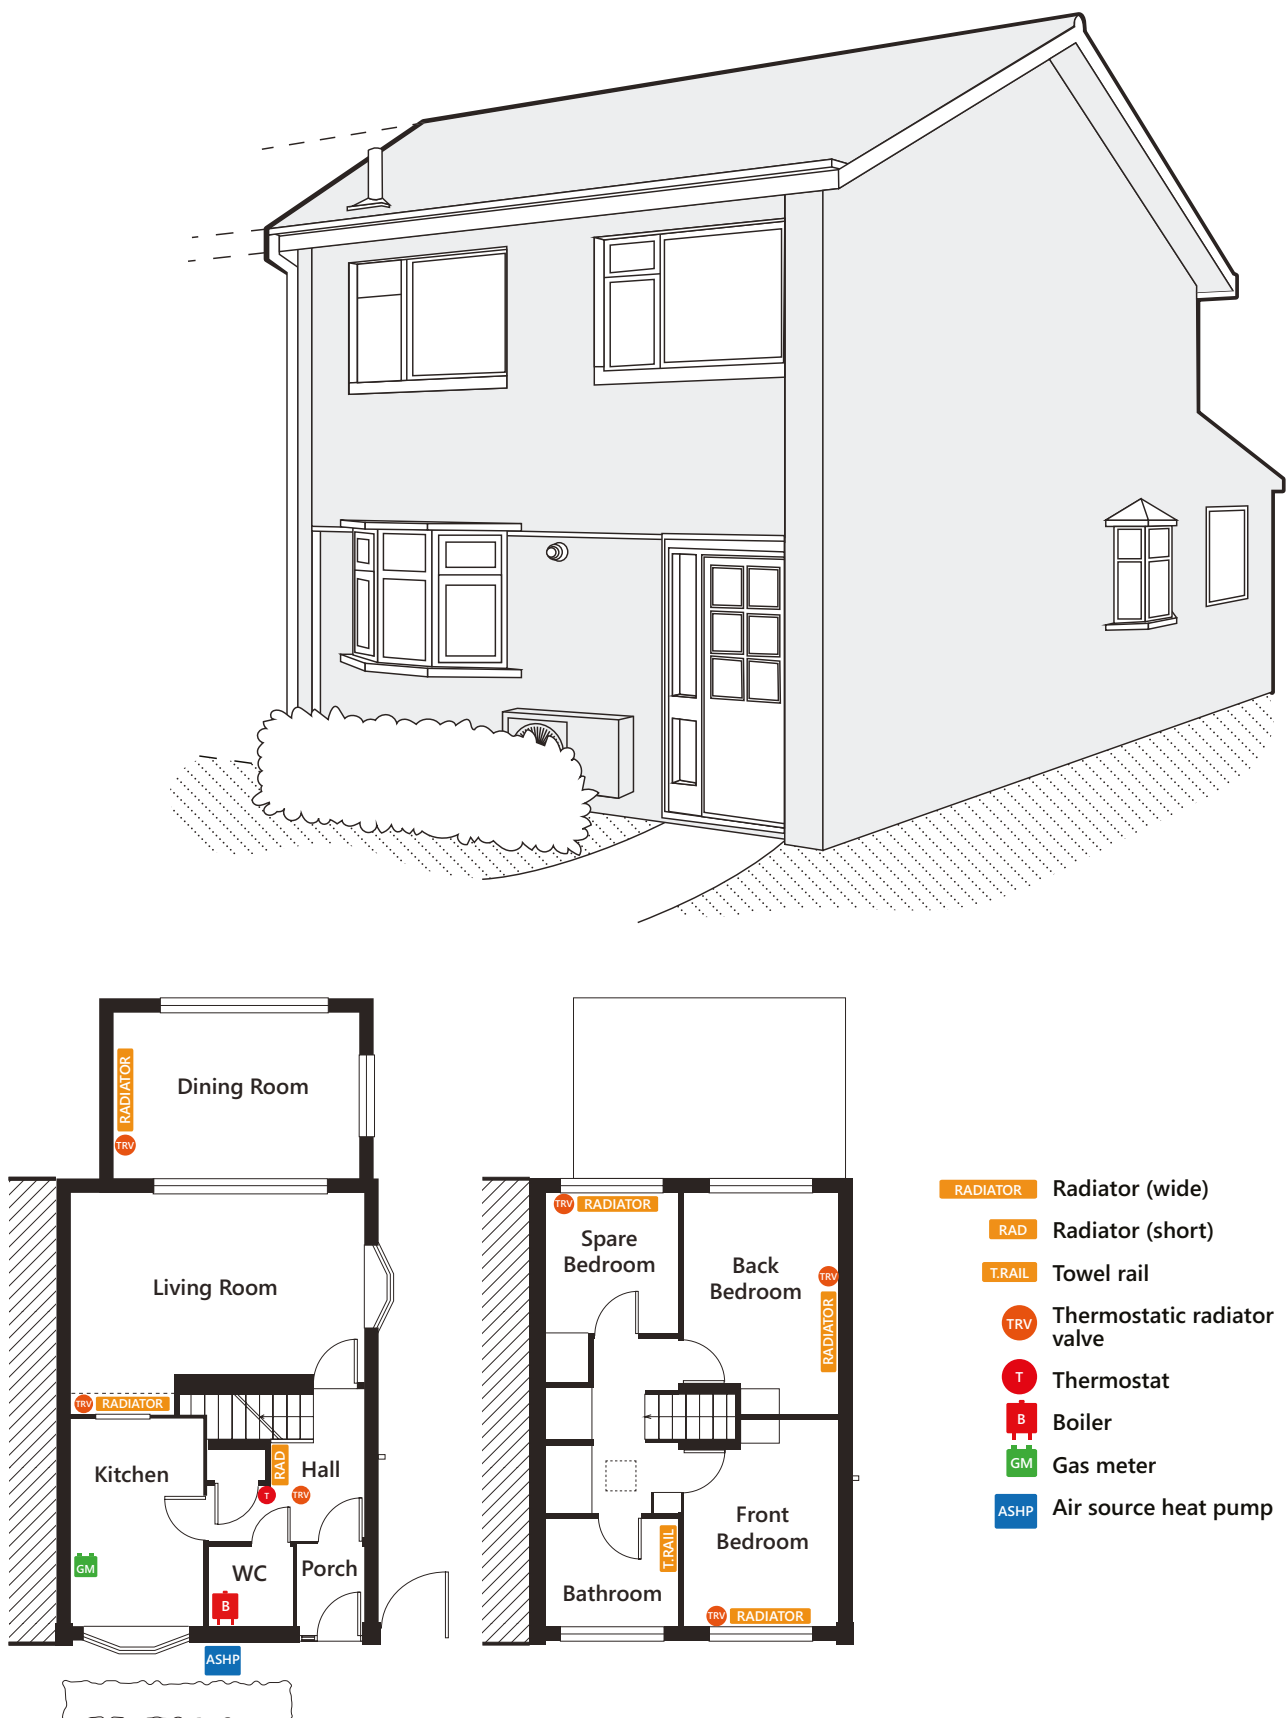 RADIATOR
Dining Room
TRV
Living Room
TRV
RADIATOR
Kitchen
RAD
Hall
T
TRV
GM
WC
Porch
B
ASHP
TRV
RADIATOR
Spare
Bedroom
Back
Bedroom
TRV
RADIATOR
Front
Bedroom
T.RAIL
Bathroom
TRV
RADIATOR
RADIATOR Radiator (wide)
RAD Radiator (short)
T.RAIL Towel rail
TRV Thermostatic radiator
valve
T Thermostat
B Boiler
GM Gas meter
ASHP Air source heat pump